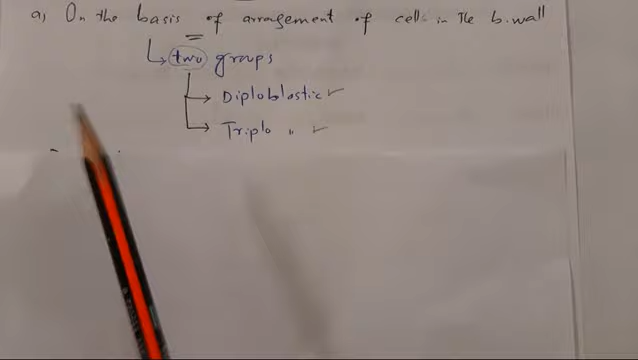 a, On the basis of arrangement of cells in the b. wall
two groups
Diploblastic ✓
Triplo " ✓